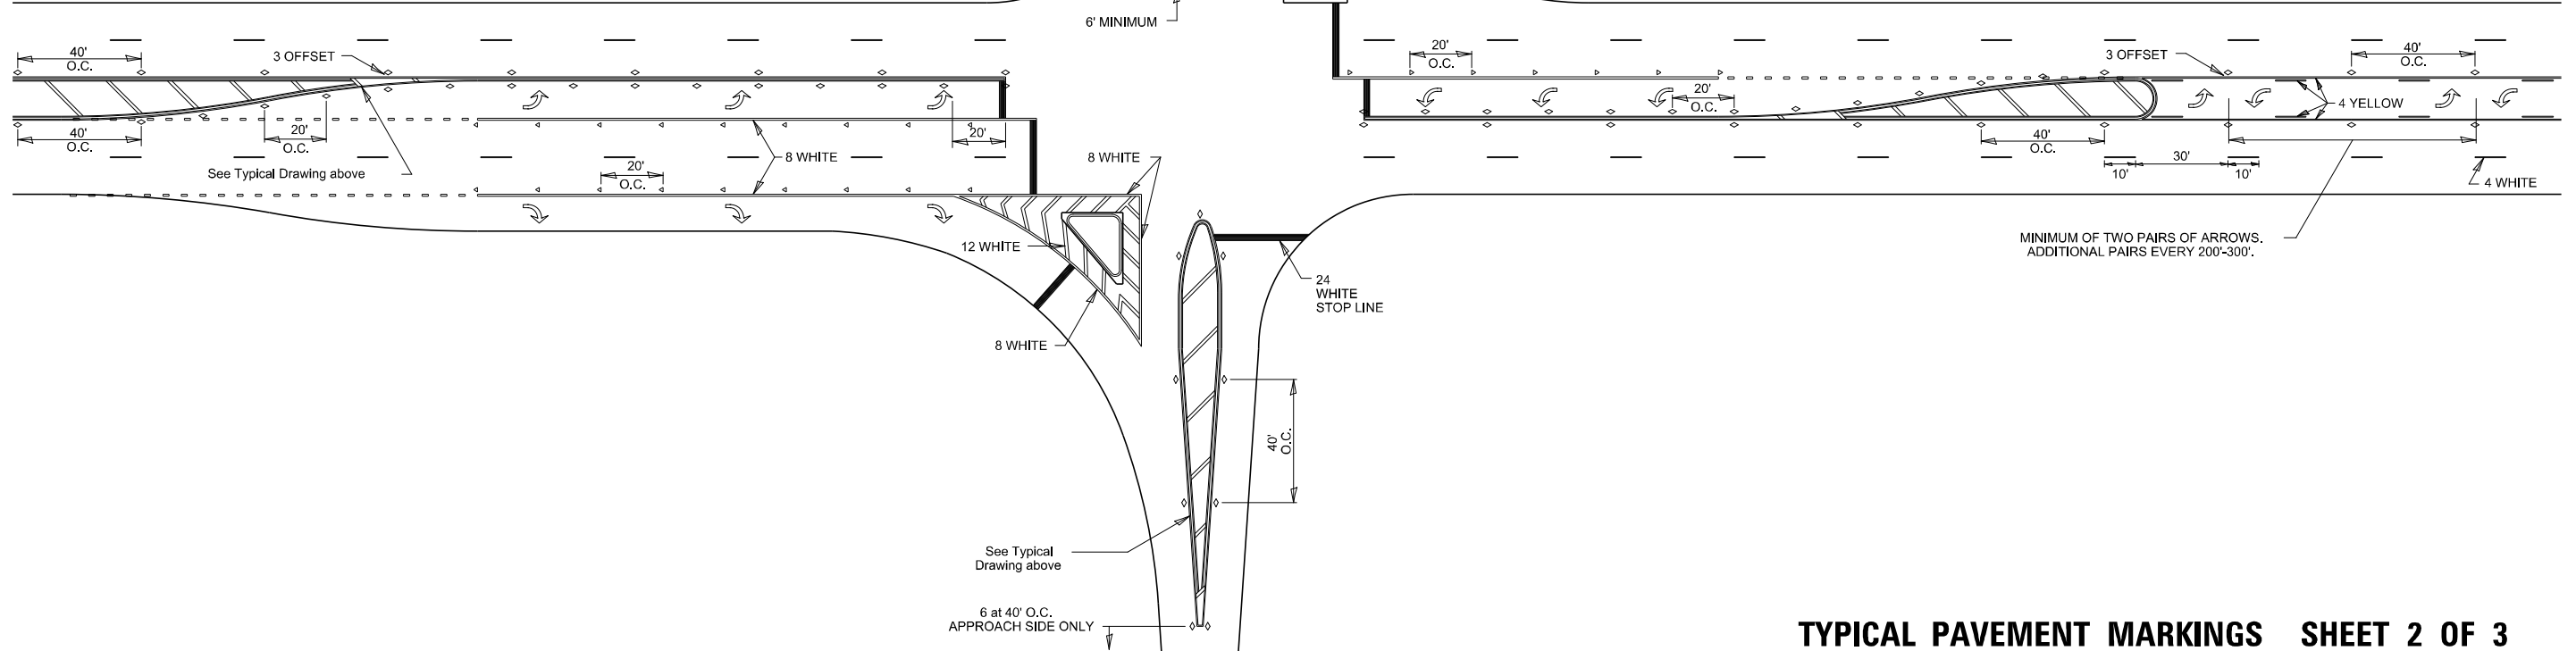 6' MINIMUM
40'
O.C.
3 OFFSET
20'
O.C.
3 OFFSET
40'
O.C.
20'
O.C.
4 YELLOW
40'
O.C.
20'
O.C.
20'
8 WHITE
8 WHITE
40'
O.C.
See Typical Drawing above
20'
O.C.
10'
30'
10'
4 WHITE
12 WHITE
MINIMUM OF TWO PAIRS OF ARROWS.
ADDITIONAL PAIRS EVERY 200'-300'.
24
WHITE
STOP LINE
8 WHITE
40'
O.C.
See Typical
Drawing above
6 at 40' O.C.
APPROACH SIDE ONLY
TYPICAL PAVEMENT MARKINGS SHEET 2 OF 3